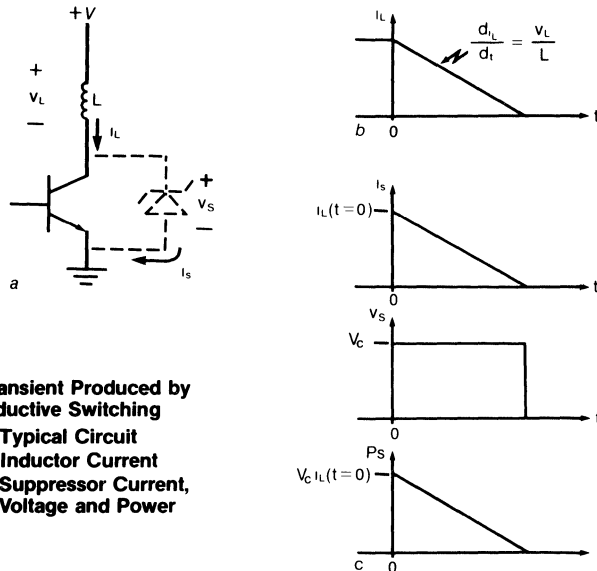 +V
+
vL
−
L
iL
+
vS
−
iS
a
iL
diL/dt = vL/L
t
b
0
iS
iL(t=0)
t
0
vS
VC
t
0
PS
VC iL(t=0)
t
c
0
ansient Produced by
ductive Switching
Typical Circuit
Inductor Current
Suppressor Current,
Voltage and Power